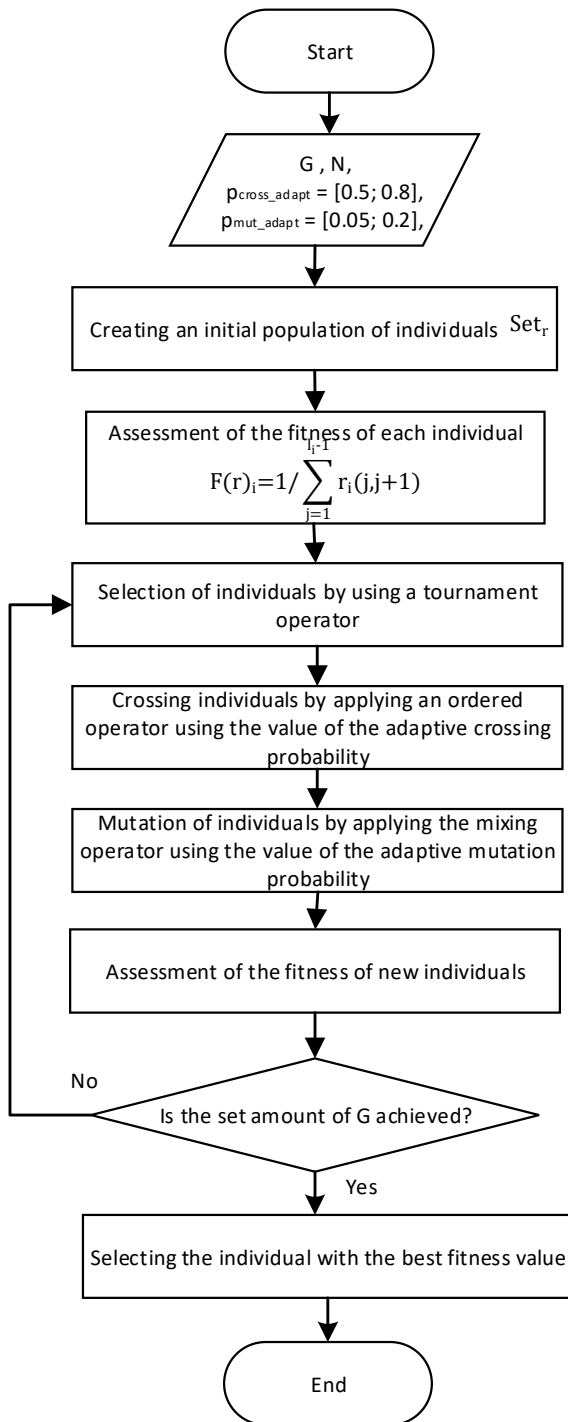 Start
G , N,
pcross_adapt = [0.5; 0.8],
pmut_adapt = [0.05; 0.2],
Creating an initial population of individuals Setr
Assessment of the fitness of each individual
F(r)i=1/ ∑ j=1 li-1 ri(j,j+1)
Selection of individuals by using a tournament
operator
Crossing individuals by applying an ordered
operator using the value of the adaptive crossing
probability
Mutation of individuals by applying the mixing
operator using the value of the adaptive mutation
probability
Assessment of the fitness of new individuals
No
Is the set amount of G achieved?
Yes
Selecting the individual with the best fitness value
End